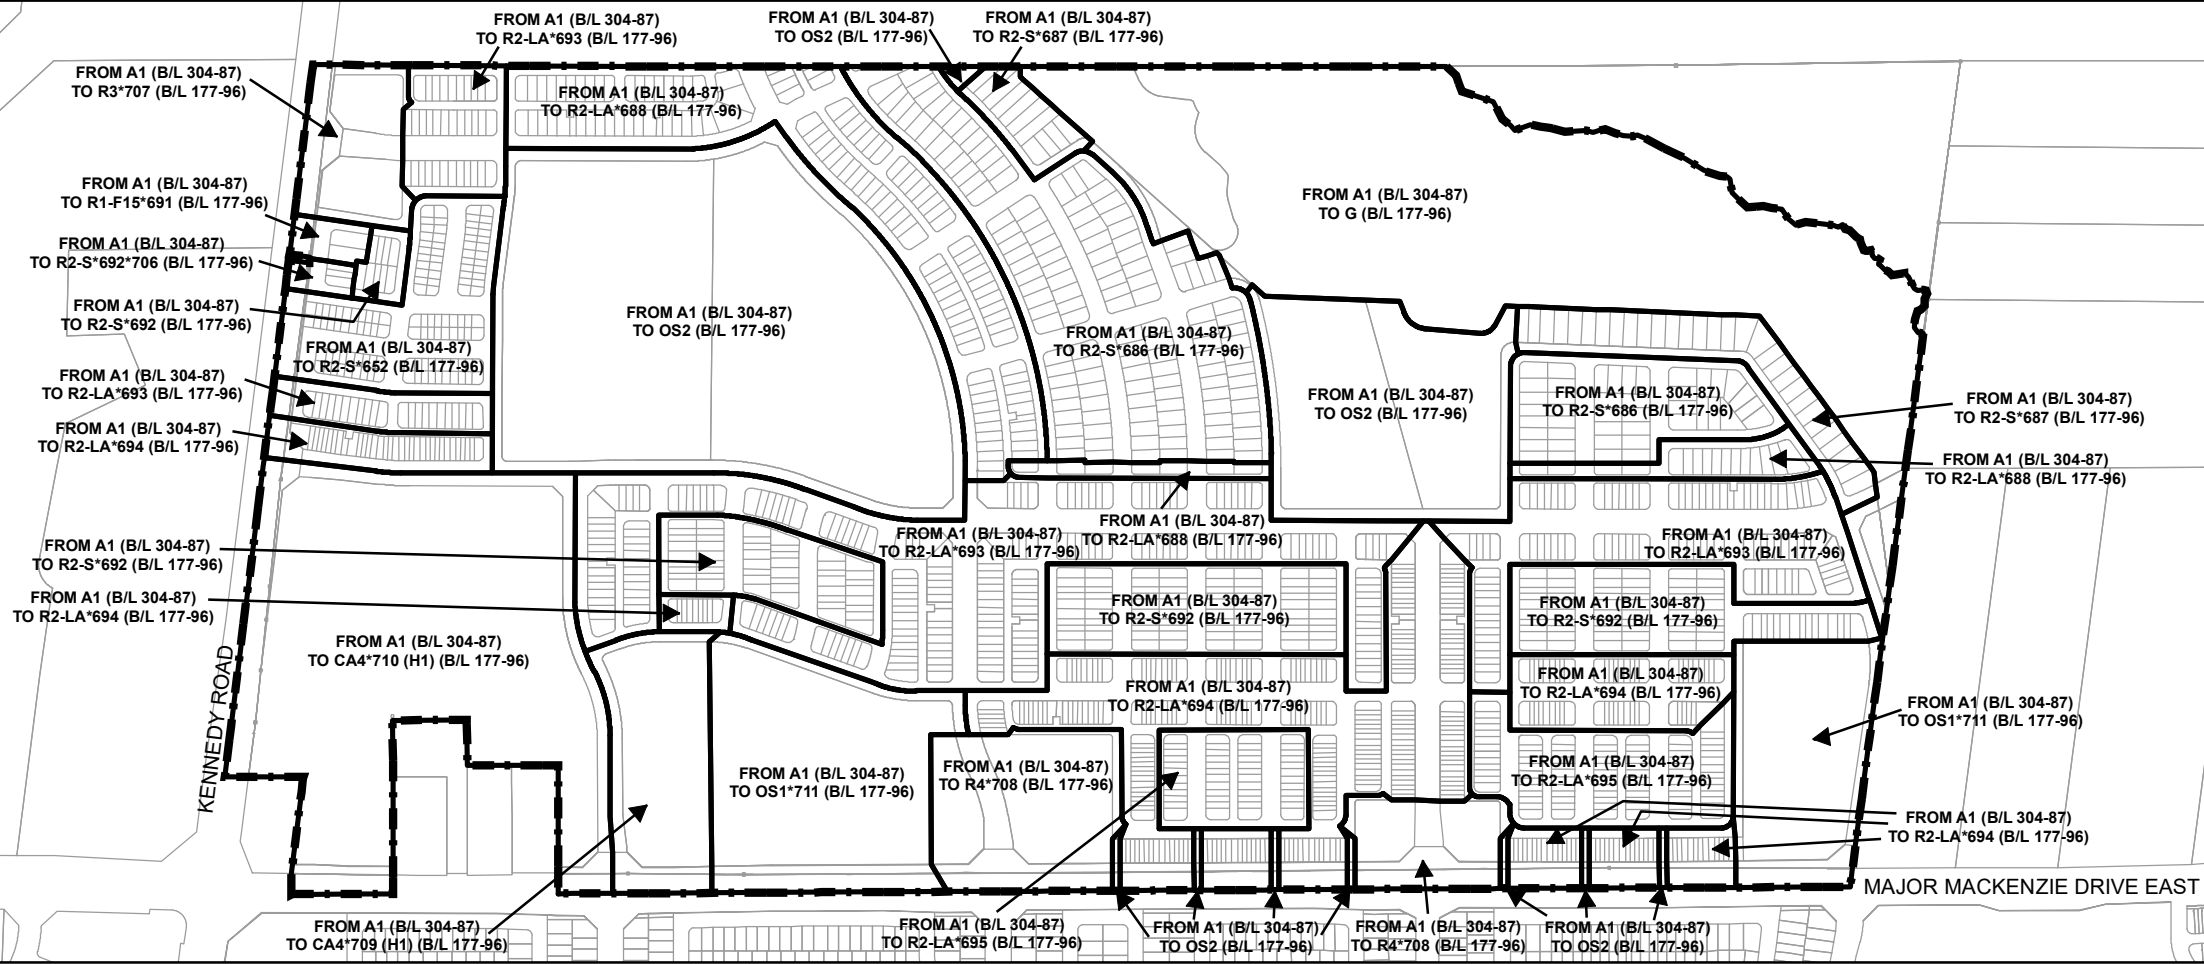 FROM A1 (B/L 304-87)
TO R2-LA*693 (B/L 177-96)
FROM A1 (B/L 304-87)
TO OS2 (B/L 177-96)
FROM A1 (B/L 304-87)
TO R2-S*687 (B/L 177-96)
FROM A1 (B/L 304-87)
TO R3*707 (B/L 177-96)
FROM A1 (B/L 304-87)
TO R2-LA*688 (B/L 177-96)
FROM A1 (B/L 304-87)
TO R1-F15*691 (B/L 177-96)
FROM A1 (B/L 304-87)
TO G (B/L 177-96)
FROM A1 (B/L 304-87)
TO R2-S*692*706 (B/L 177-96)
FROM A1 (B/L 304-87)
TO R2-S*692 (B/L 177-96)
FROM A1 (B/L 304-87)
TO OS2 (B/L 177-96)
FROM A1 (B/L 304-87)
TO R2-S*686 (B/L 177-96)
FROM A1 (B/L 304-87)
TO R2-S*652 (B/L 177-96)
FROM A1 (B/L 304-87)
TO R2-LA*693 (B/L 177-96)
FROM A1 (B/L 304-87)
TO OS2 (B/L 177-96)
FROM A1 (B/L 304-87)
TO R2-S*686 (B/L 177-96)
FROM A1 (B/L 304-87)
TO R2-S*687 (B/L 177-96)
FROM A1 (B/L 304-87)
TO R2-LA*694 (B/L 177-96)
FROM A1 (B/L 304-87)
TO R2-LA*688 (B/L 177-96)
FROM A1 (B/L 304-87)
TO R2-LA*693 (B/L 177-96)
FROM A1 (B/L 304-87)
TO R2-LA*688 (B/L 177-96)
FROM A1 (B/L 304-87)
TO R2-LA*693 (B/L 177-96)
FROM A1 (B/L 304-87)
TO R2-S*692 (B/L 177-96)
FROM A1 (B/L 304-87)
TO R2-LA*694 (B/L 177-96)
FROM A1 (B/L 304-87)
TO R2-S*692 (B/L 177-96)
FROM A1 (B/L 304-87)
TO R2-S*692 (B/L 177-96)
FROM A1 (B/L 304-87)
TO CA4*710 (H1) (B/L 177-96)
FROM A1 (B/L 304-87)
TO R2-LA*694 (B/L 177-96)
FROM A1 (B/L 304-87)
TO R2-LA*694 (B/L 177-96)
FROM A1 (B/L 304-87)
TO OS1*711 (B/L 177-96)
KENNEDY ROAD
FROM A1 (B/L 304-87)
TO OS1*711 (B/L 177-96)
FROM A1 (B/L 304-87)
TO R4*708 (B/L 177-96)
FROM A1 (B/L 304-87)
TO R2-LA*695 (B/L 177-96)
FROM A1 (B/L 304-87)
TO R2-LA*694 (B/L 177-96)
MAJOR MACKENZIE DRIVE EAST
FROM A1 (B/L 304-87)
TO CA4*709 (H1) (B/L 177-96)
FROM A1 (B/L 304-87)
TO R2-LA*695 (B/L 177-96)
FROM A1 (B/L 304-87)
TO OS2 (B/L 177-96)
FROM A1 (B/L 304-87)
TO R4*708 (B/L 177-96)
FROM A1 (B/L 304-87)
TO OS2 (B/L 177-96)